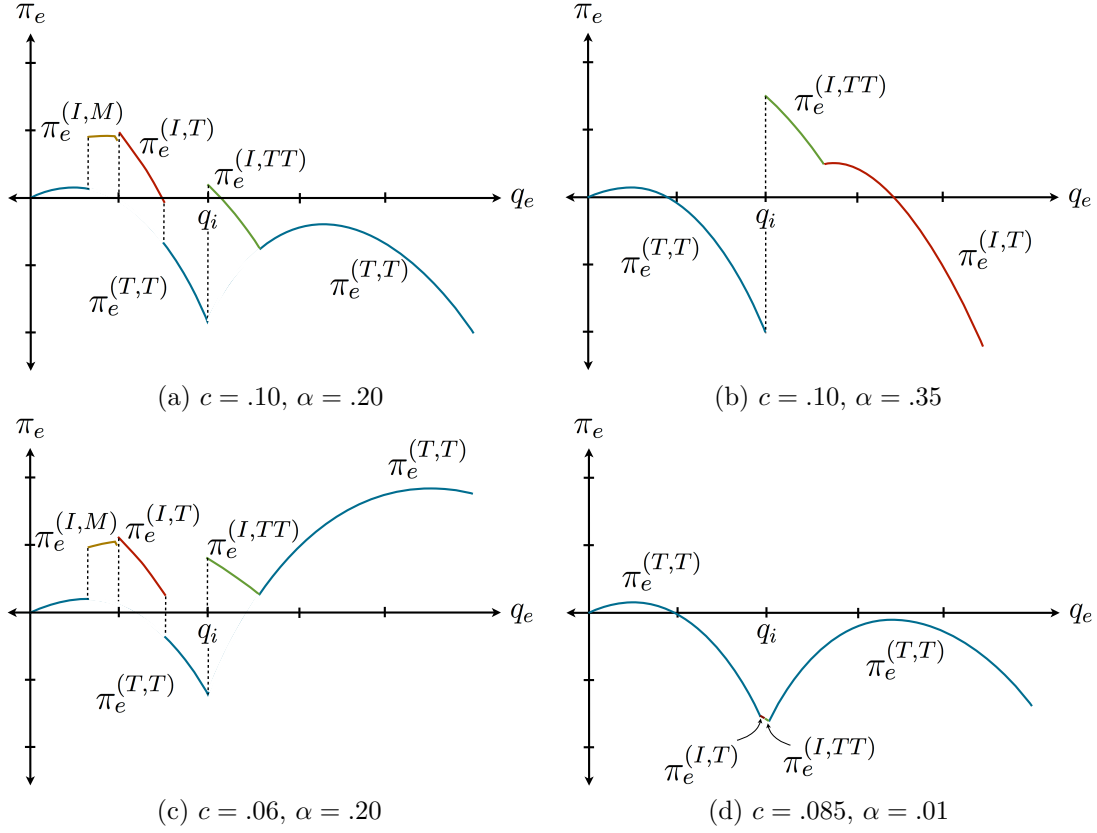 π_e π_e
π_e^(I,M) π_e^(I,T) π_e^(I,TT) q_i q_e
π_e^(T,T) π_e^(T,T)
π_e^(I,TT) q_i q_e
π_e^(T,T) π_e^(I,T)
(a) c = .10, α = .20 (b) c = .10, α = .35
π_e π_e
π_e^(T,T)
π_e^(I,M) π_e^(I,T) π_e^(I,TT) q_i q_e
π_e^(T,T)
π_e^(T,T) q_i q_e
π_e^(T,T)
π_e^(I,T) π_e^(I,TT)
(c) c = .06, α = .20 (d) c = .085, α = .01